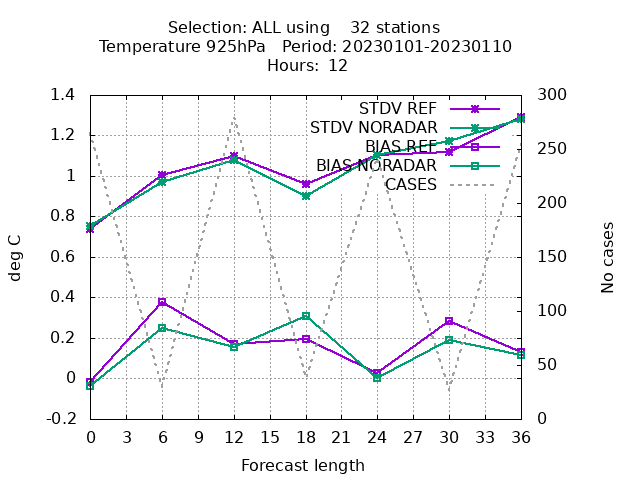 Selection: ALL using    32 stations
Temperature 925hPa   Period: 20230101-20230110
Hours:  12
1.4
1.2
1
0.8
0.6
0.4
0.2
0
-0.2
300
250
200
150
100
50
0
STDV REF
STDV NORADAR
BIAS REF
BIAS NORADAR
CASES
deg C
No cases
0 3 6 9 12 15 18 21 24 27 30 33 36
Forecast length